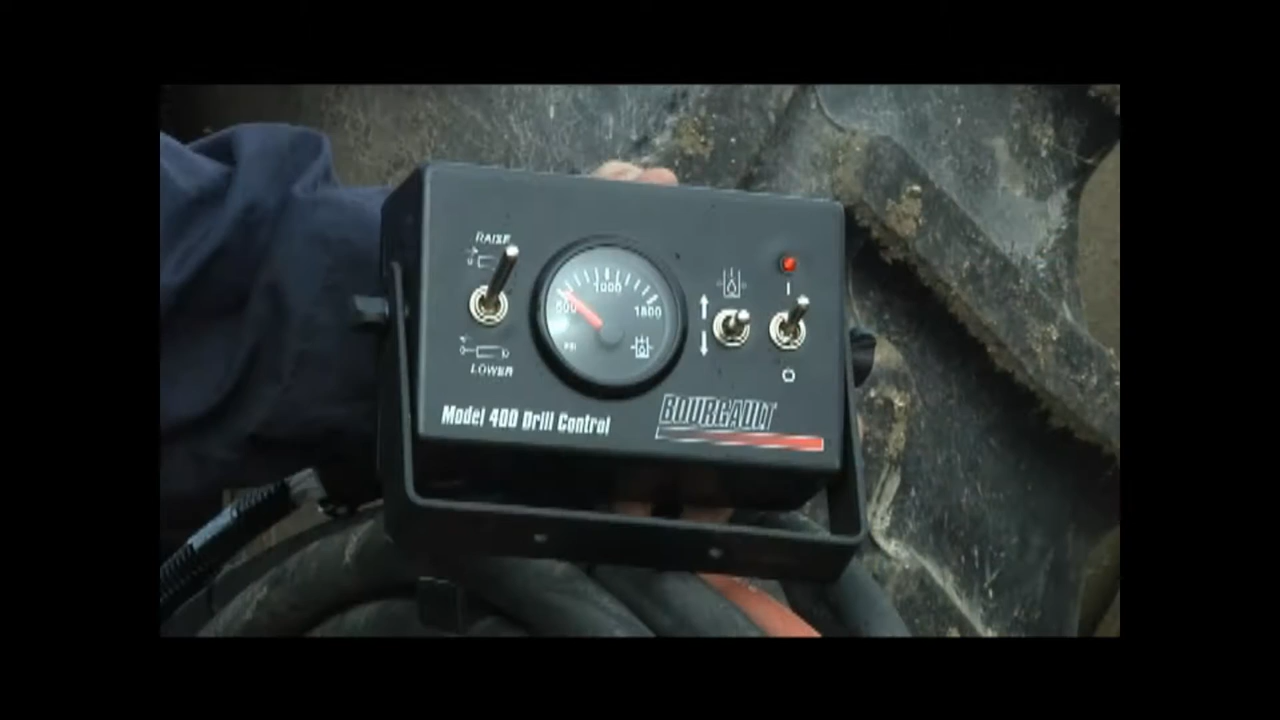 RAISE
LOWER
500
1000
1500
PSI
Model 400 Drill Control
BOURGAULT